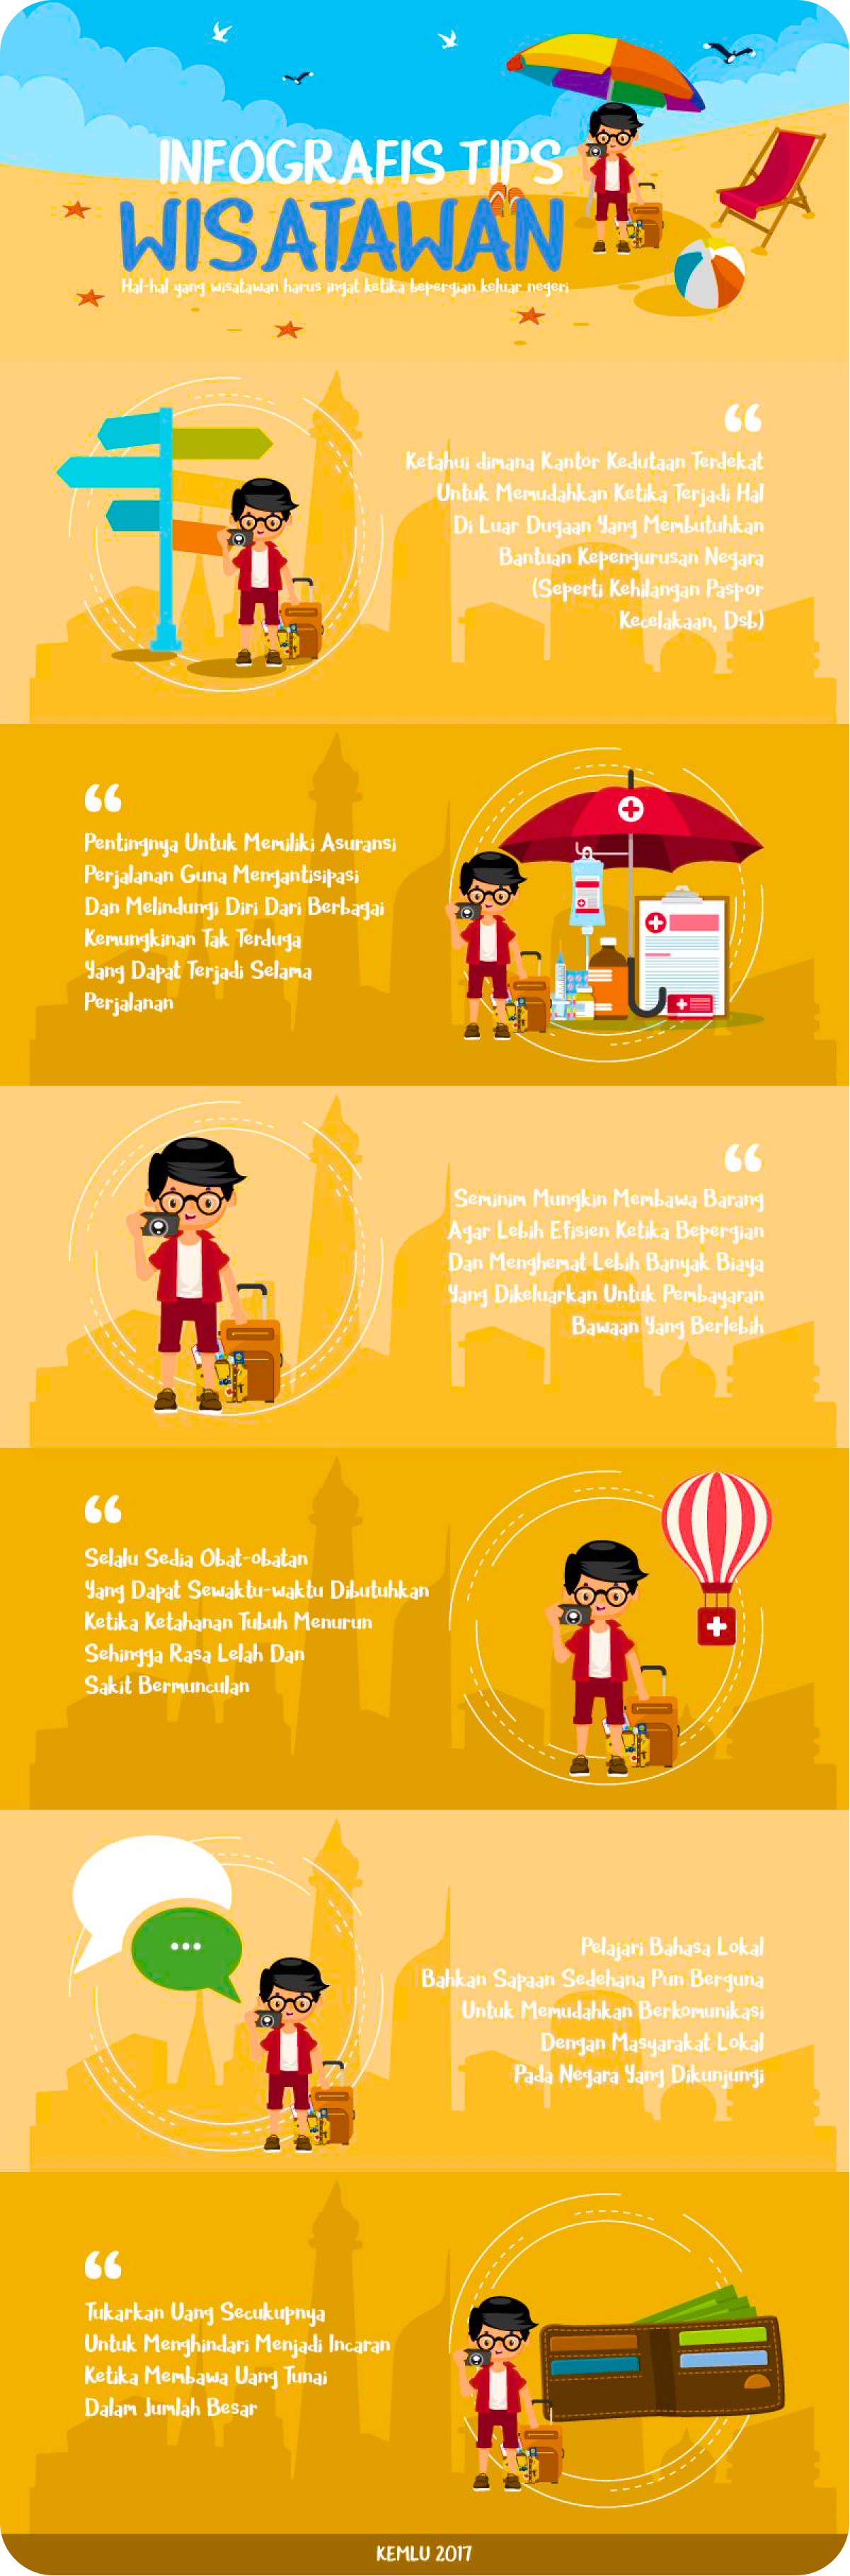 INFOGRAFIS TIPS
WISATAWAN
Hal-hal yang wisatawan harus ingat ketika bepergian keluar negeri
“
Ketahui dimana Kantor Kedutaan Terdekat
Untuk Memudahkan Ketika Terjadi Hal
Di Luar Dugaan Yang Membutuhkan
Bantuan Kepengurusan Negara
(Seperti Kehilangan Paspor
Kecelakaan, Dsb)
“
Pentingnya Untuk Memiliki Asuransi
Perjalanan Guna Mengantisipasi
Dan Melindungi Diri Dari Berbagai
Kemungkinan Tak Terduga
Yang Dapat Terjadi Selama
Perjalanan
“
Seminim Mungkin Membawa Barang
Agar Lebih Efisien Ketika Bepergian
Dan Menghemat Lebih Banyak Biaya
Yang Dikeluarkan Untuk Pembayaran
Bawaan Yang Berlebih
“
Selalu Sedia Obat-obatan
Yang Dapat Sewaktu-waktu Dibutuhkan
Ketika Ketahanan Tubuh Menurun
Sehingga Rasa Lelah Dan
Sakit Bermunculan
Pelajari Bahasa Lokal
Bahkan Sapaan Sedehana Pun Berguna
Untuk Memudahkan Berkomunikasi
Dengan Masyarakat Lokal
Pada Negara Yang Dikunjungi
“
Tukarkan Uang Secukupnya
Untuk Menghindari Menjadi Incaran
Ketika Membawa Uang Tunai
Dalam Jumlah Besar
KEMLU 2017